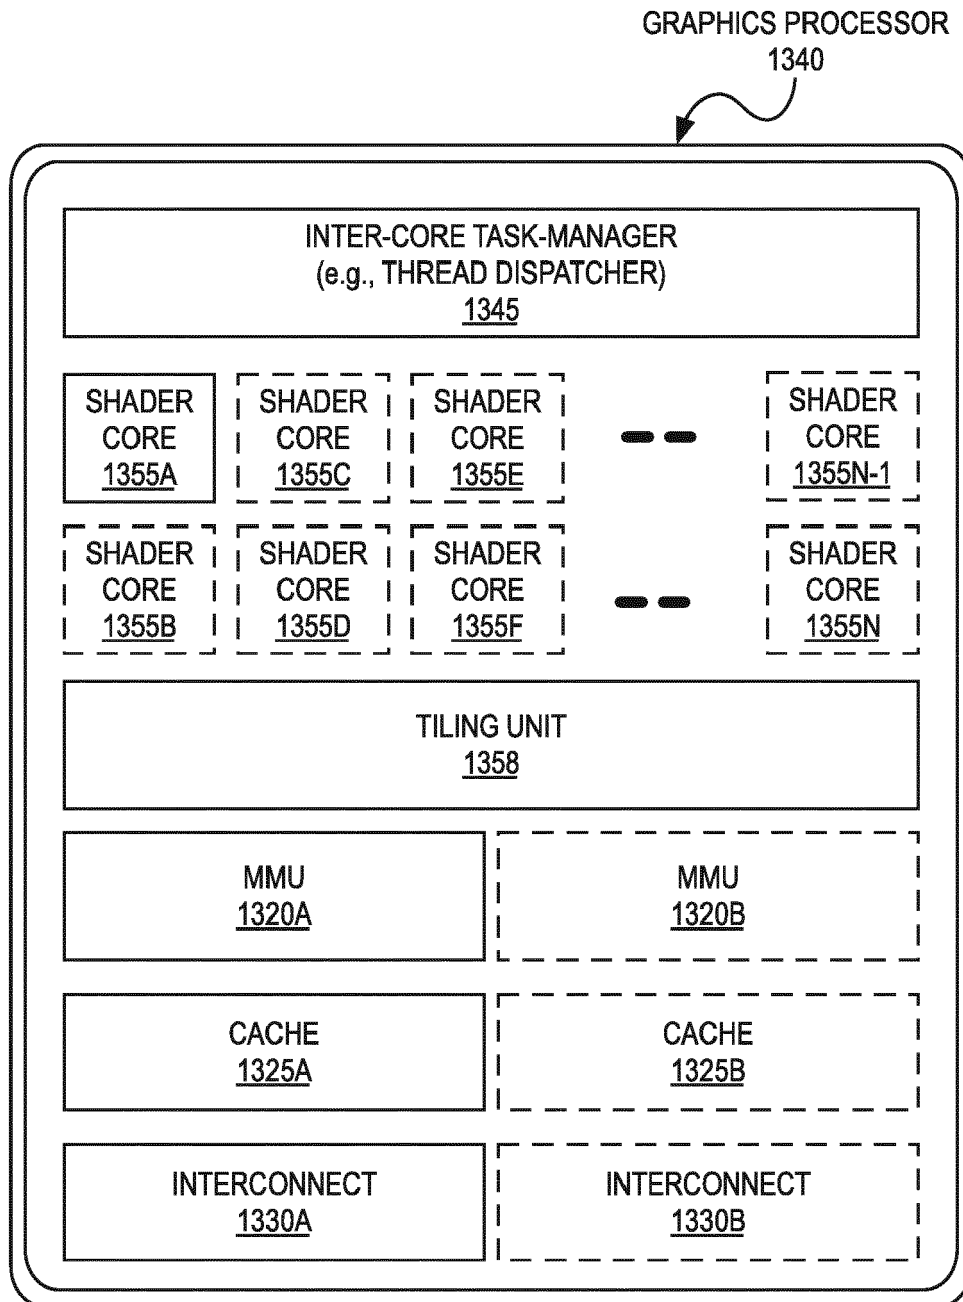 GRAPHICS PROCESSOR
1340
INTER-CORE TASK-MANAGER
(e.g., THREAD DISPATCHER)
1345
SHADER
CORE
1355A
SHADER
CORE
1355C
SHADER
CORE
1355E
SHADER
CORE
1355N-1
SHADER
CORE
1355B
SHADER
CORE
1355D
SHADER
CORE
1355F
SHADER
CORE
1355N
TILING UNIT
1358
MMU
1320A
MMU
1320B
CACHE
1325A
CACHE
1325B
INTERCONNECT
1330A
INTERCONNECT
1330B